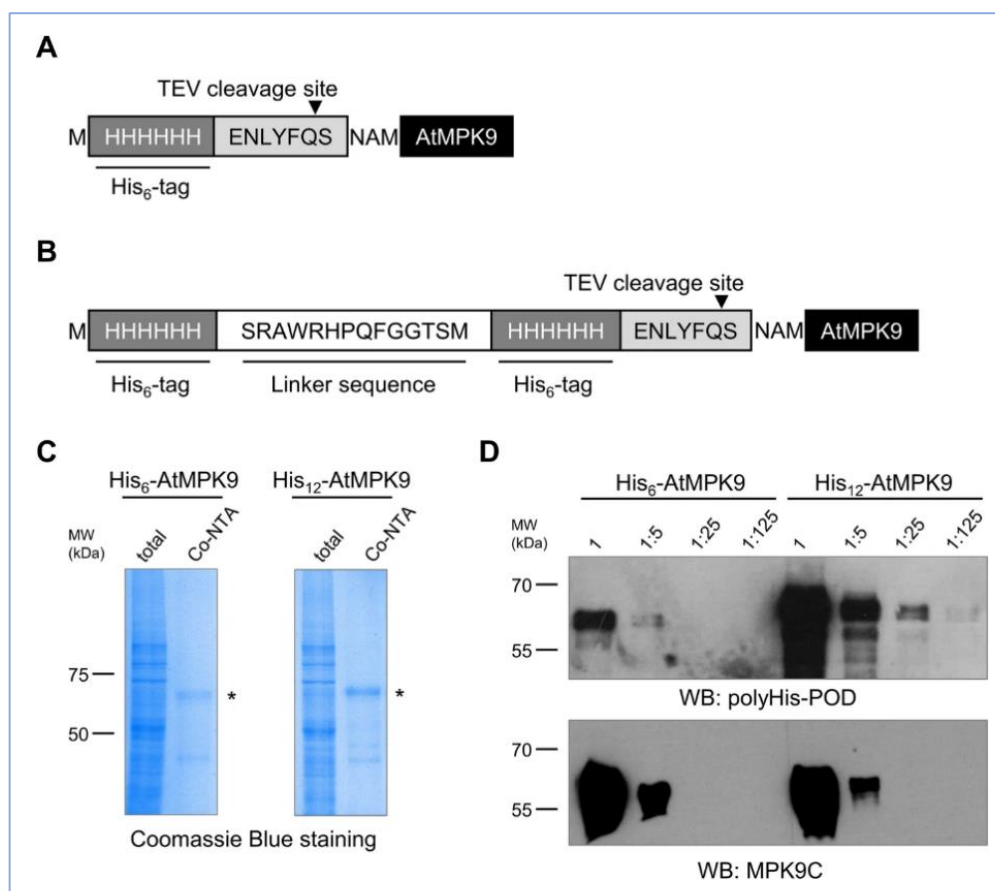 A
TEV cleavage site
M HHHHHH ENLYFQS NAM AtMPK9
His6-tag
B
TEV cleavage site
M HHHHHH SRAWRHPQFGGTSM HHHHHH ENLYFQS NAM AtMPK9
His6-tag Linker sequence His6-tag
C
His6-AtMPK9 His12-AtMPK9
MW
(kDa)
total Co-NTA total Co-NTA
75
* *
50
Coomassie Blue staining
D
His6-AtMPK9 His12-AtMPK9
MW
(kDa)
1 1:5 1:25 1:125 1 1:5 1:25 1:125
70
55
WB: polyHis-POD
70
55
WB: MPK9C